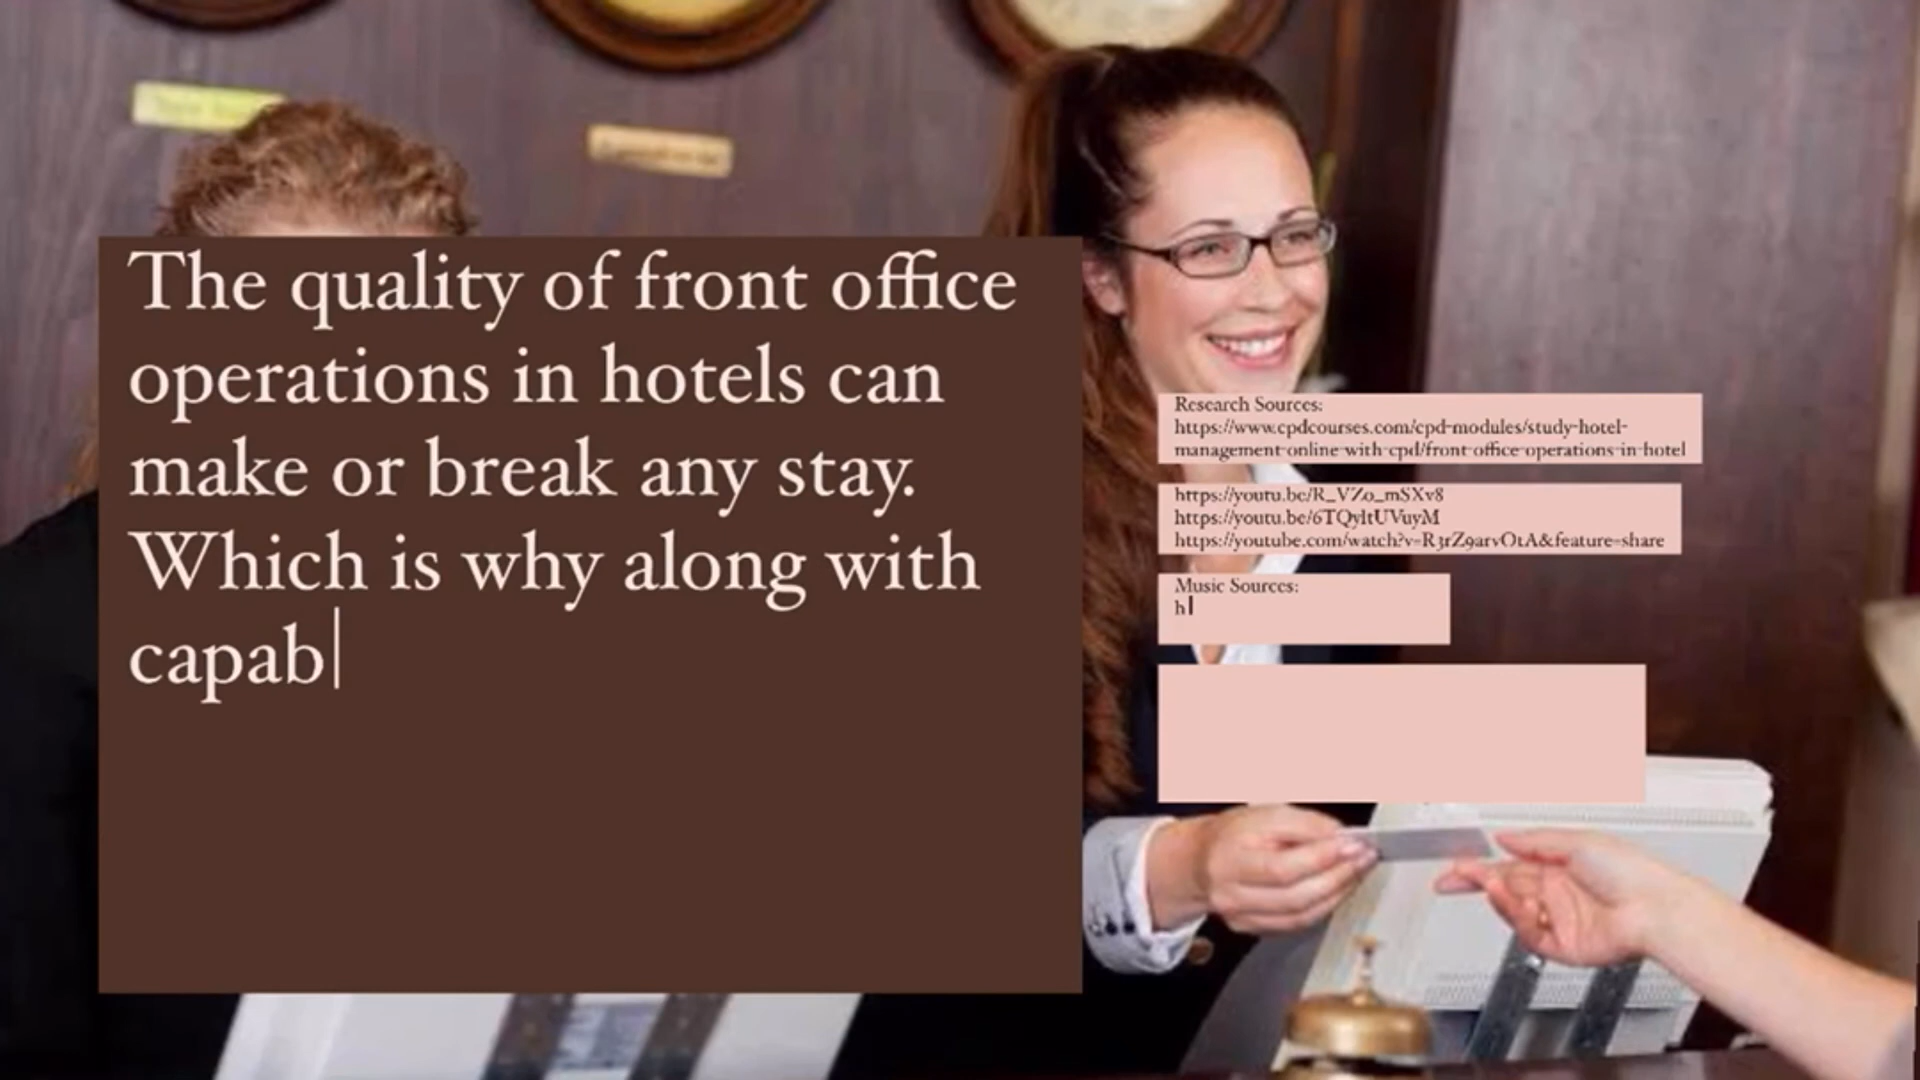 The quality of front office
operations in hotels can
make or break any stay.
Which is why along with
capab
Research Sources:
https://www.cpdcourses.com/cpd-modules/study-hotel-
management-online-with-cpd/front-office-operations-in-hotel
https://youtu.be/R_VZo_mSXv8
https://youtu.be/6TQyltUVuyM
https://youtube.com/watch?v=R3rZ9arvOtA&feature=share
Music Sources:
h